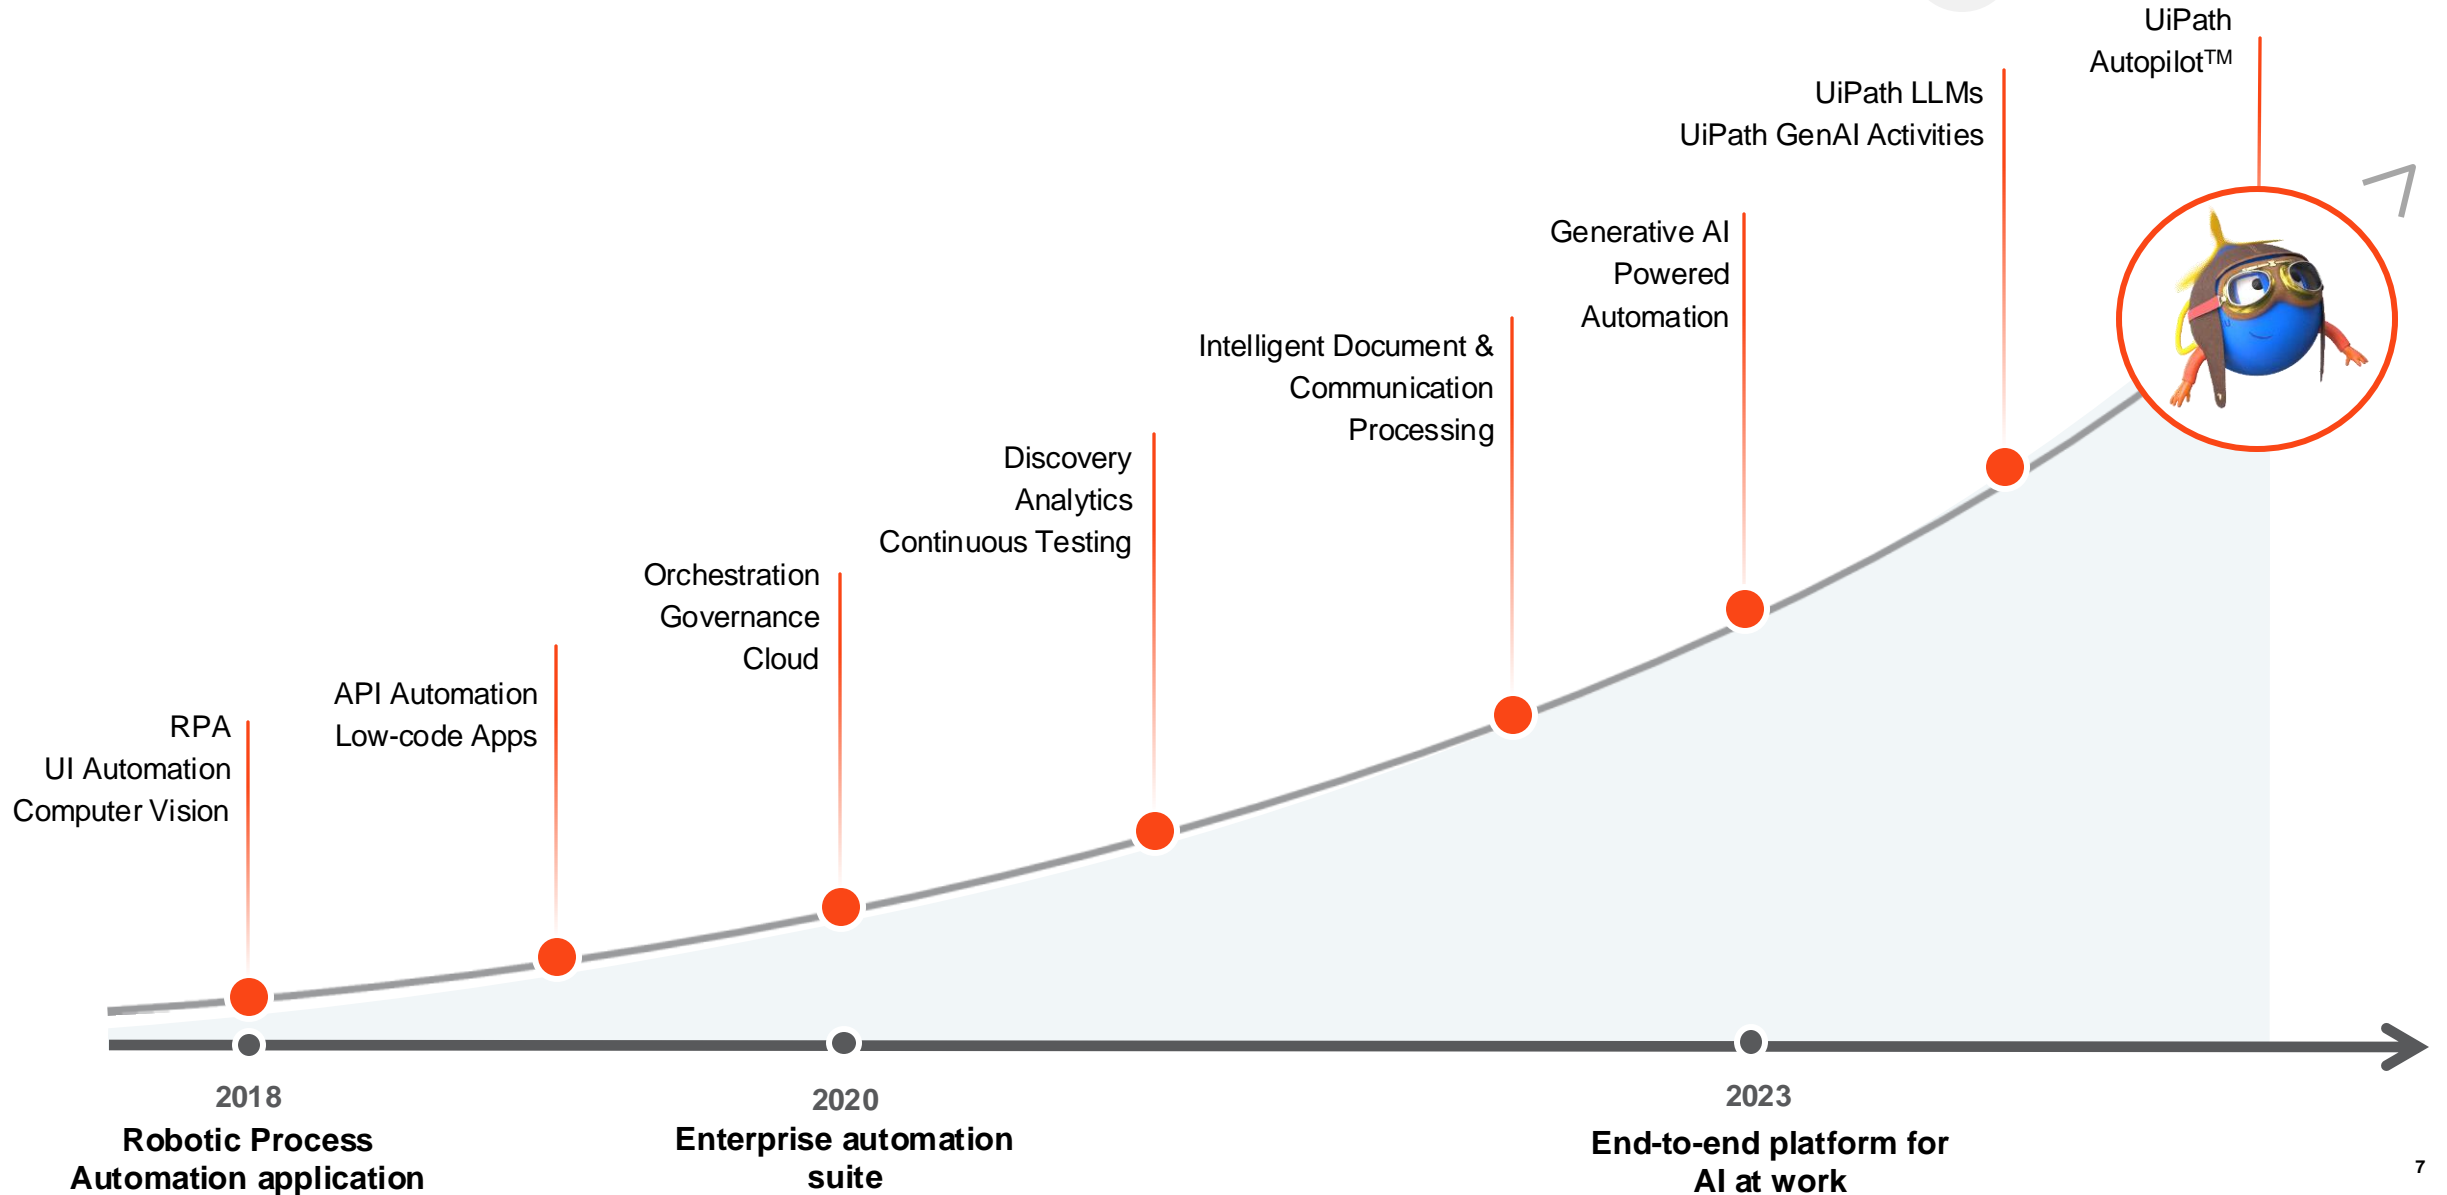 UiPath
Autopilot™
UiPath LLMs
UiPath GenAI Activities
Generative AI
Powered
Automation
Intelligent Document &
Communication
Processing
Discovery
Analytics
Continuous Testing
Orchestration
Governance
Cloud
API Automation
Low-code Apps
RPA
UI Automation
Computer Vision
2018
Robotic Process
Automation application
2020
Enterprise automation
suite
2023
End-to-end platform for
AI at work
7